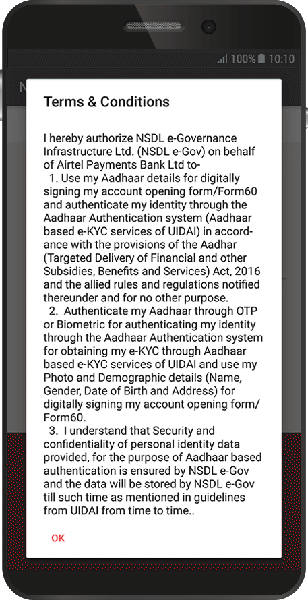 100% 10:10
N
Terms & Conditions
I hereby authorize NSDL e-Governance
Infrastructure Ltd. (NSDL e-Gov) on behalf
of Airtel Payments Bank Ltd to-
1. Use my Aadhaar details for digitally
signing my account opening form/Form60
and authenticate my identity through the
Aadhaar Authentication system (Aadhaar
based e-KYC services of UIDAI) in accord-
ance with the provisions of the Aadhar
(Targeted Delivery of Financial and other
Subsidies, Benefits and Services) Act, 2016
and the allied rules and regulations notified
thereunder and for no other purpose.
2. Authenticate my Aadhaar through OTP
or Biometric for authenticating my identity
through the Aadhaar Authentication system
for obtaining my e-KYC through Aadhaar
based e-KYC services of UIDAI and use my
Photo and Demographic details (Name,
Gender, Date of Birth and Address) for
digitally signing my account opening form/
Form60.
3. I understand that Security and
confidentiality of personal identity data
provided, for the purpose of Aadhaar based
authentication is ensured by NSDL e-Gov
and the data will be stored by NSDL e-Gov
till such time as mentioned in guidelines
from UIDAI from time to time..
OK